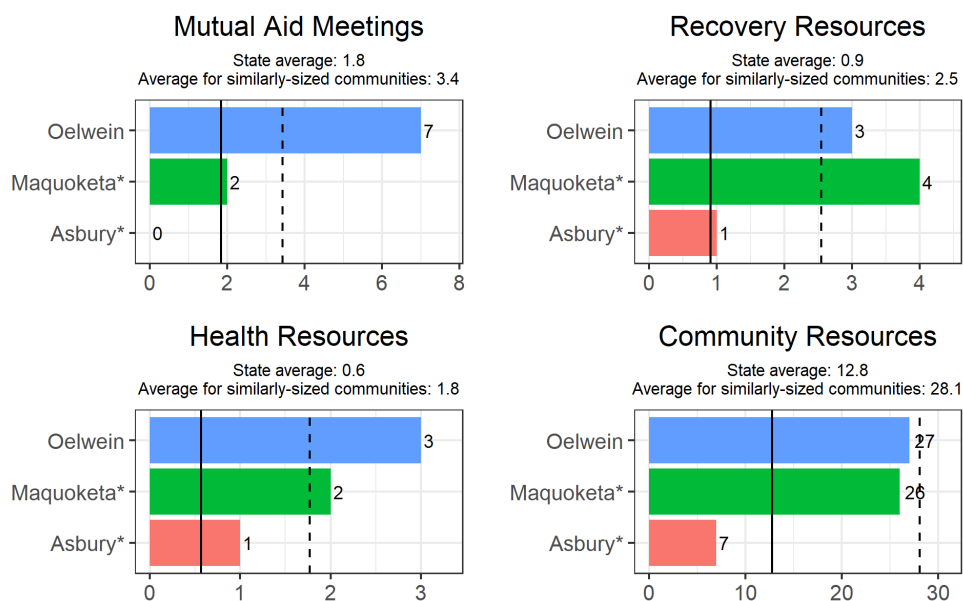 Mutual Aid Meetings
State average: 1.8
Average for similarly-sized communities: 3.4
Oelwein
7
Maquoketa*
2
Asbury*
0
0 2 4 6 8
Recovery Resources
State average: 0.9
Average for similarly-sized communities: 2.5
Oelwein
3
Maquoketa*
4
Asbury*
1
0 1 2 3 4
Health Resources
State average: 0.6
Average for similarly-sized communities: 1.8
Oelwein
3
Maquoketa*
2
Asbury*
1
0 1 2 3
Community Resources
State average: 12.8
Average for similarly-sized communities: 28.1
Oelwein
27
Maquoketa*
26
Asbury*
7
0 10 20 30